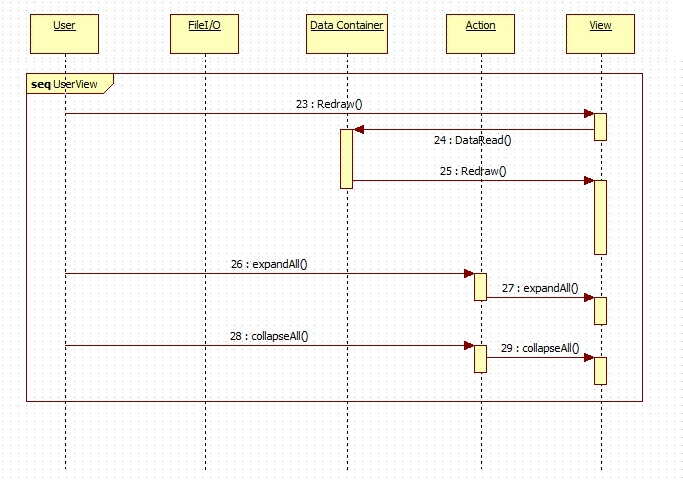 User
FileI/O
Data Container
Action
View
seq UserView
23 : Redraw()
24 : DataRead()
25 : Redraw()
26 : expandAll()
27 : expandAll()
28 : collapseAll()
29 : collapseAll()